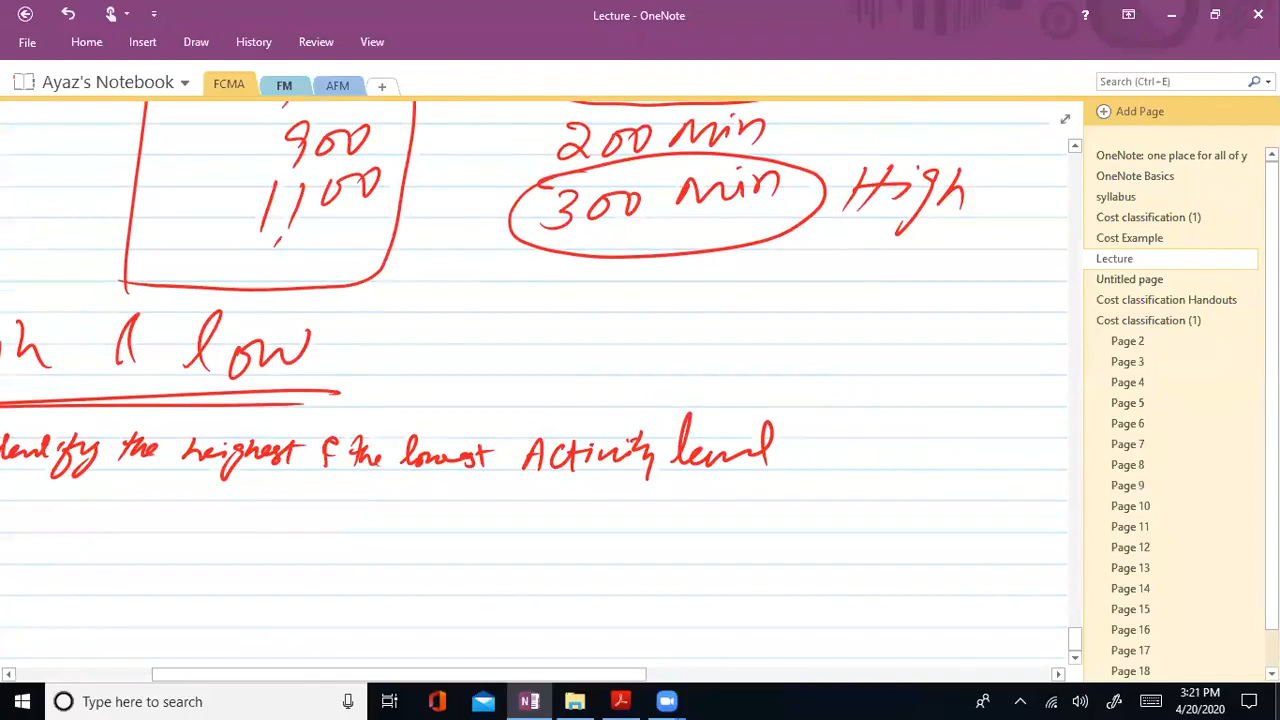 Lecture - OneNote
File Home Insert Draw History Review View
Ayaz's Notebook FCMA FM AFM +
Search (Ctrl+E)
900 200 Min
1,100 300 Min High
low
the heighest & the lowest Activity level
Add Page
OneNote: one place for all of y
OneNote Basics
syllabus
Cost classification (1)
Cost Example
Lecture
Untitled page
Cost classification Handouts
Cost classification (1)
Page 2
Page 3
Page 4
Page 5
Page 6
Page 7
Page 8
Page 9
Page 10
Page 11
Page 12
Page 13
Page 14
Page 15
Page 16
Page 17
Page 18
Type here to search
3:21 PM
4/20/2020